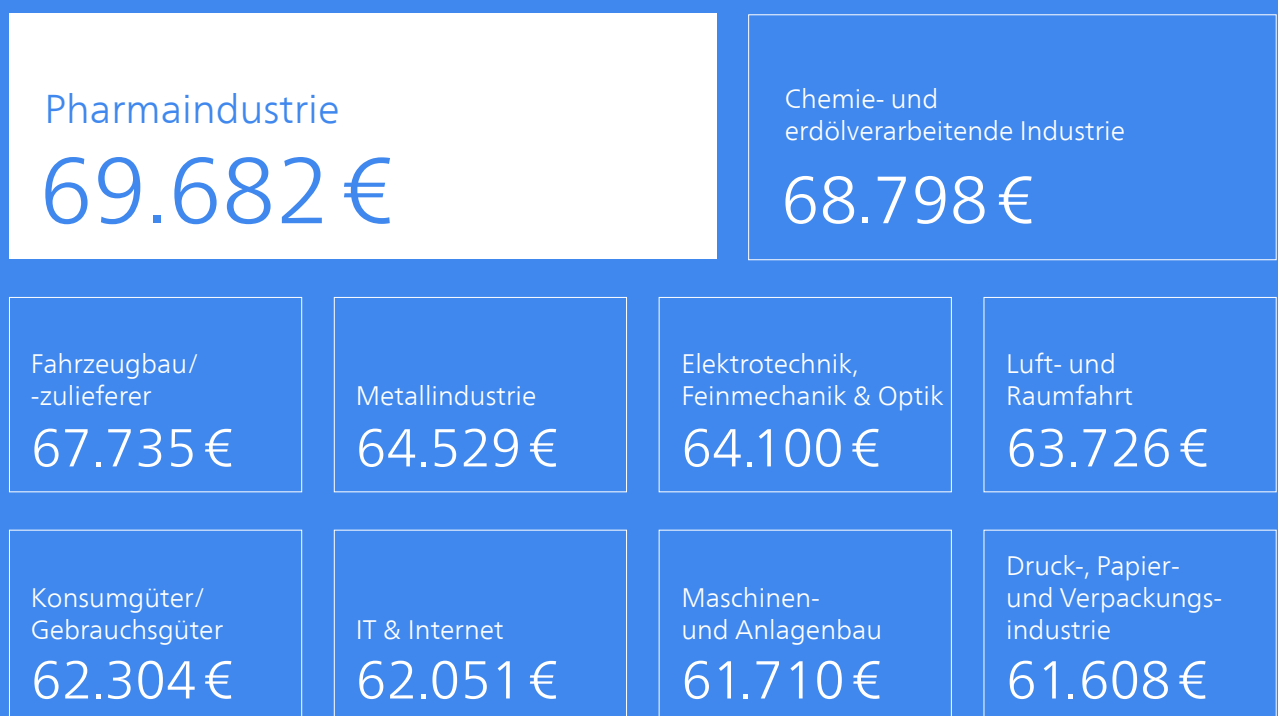 Pharmaindustrie
69.682 €
Chemie- und
erdölverarbeitende Industrie
68.798 €
Fahrzeugbau/
-zulieferer
67.735 €
Metallindustrie
64.529 €
Elektrotechnik,
Feinmechanik & Optik
64.100 €
Luft- und
Raumfahrt
63.726 €
Konsumgüter/
Gebrauchsgüter
62.304 €
IT & Internet
62.051 €
Maschinen-
und Anlagenbau
61.710 €
Druck-, Papier-
und Verpackungs-
industrie
61.608 €